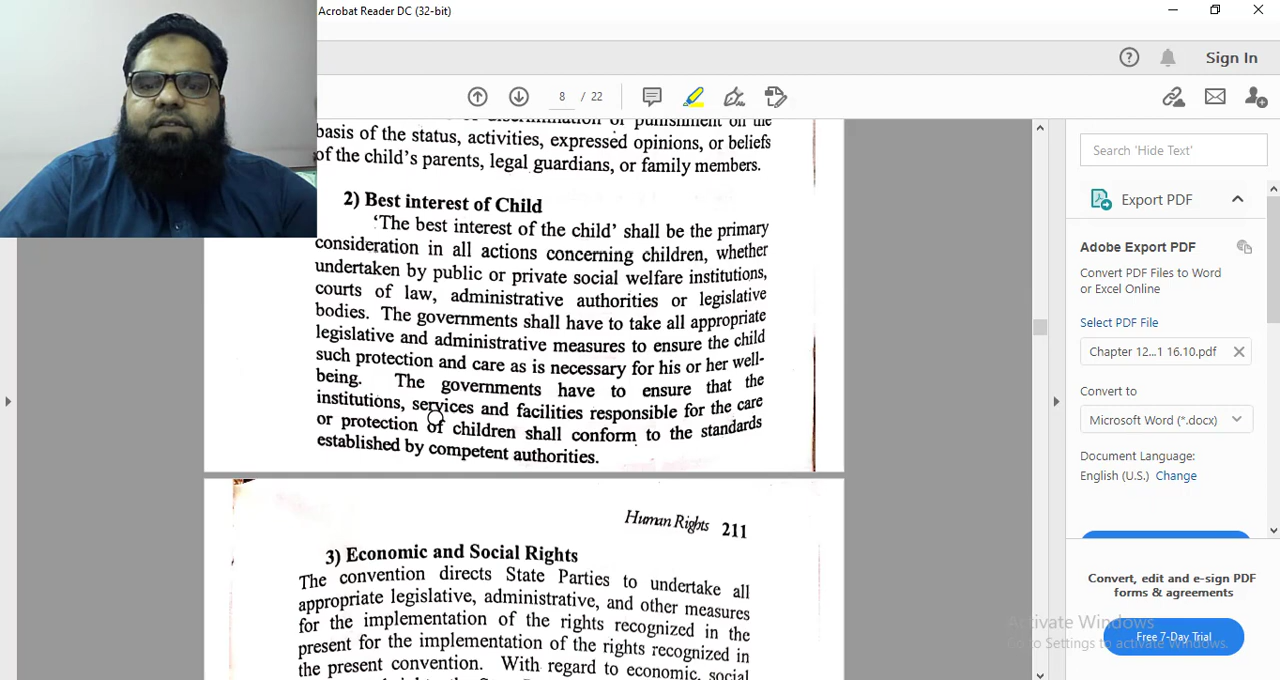 Acrobat Reader DC (32-bit)
Sign In
8 / 22
discrimination or punishment on the
basis of the status, activities, expressed opinions, or beliefs
of the child's parents, legal guardians, or family members.
2) Best interest of Child
'The best interest of the child' shall be the primary
consideration in all actions concerning children, whether
undertaken by public or private social welfare institutions,
courts of law, administrative authorities or legislative
bodies. The governments shall have to take all appropriate
legislative and administrative measures to ensure the child
such protection and care as is necessary for his or her well-
being. The governments have to ensure that the
institutions, services and facilities responsible for the care
or protection of children shall conform to the standards
established by competent authorities.
Human Rights 211
3) Economic and Social Rights
The convention directs State Parties to undertake all
appropriate legislative, administrative, and other measures
for the implementation of the rights recognized in the
present for the implementation of the rights recognized in
the present convention. With regard to economic, social
Search 'Hide Text'
Export PDF
Adobe Export PDF
Convert PDF Files to Word
or Excel Online
Select PDF File
Chapter 12...1 16.10.pdf
Convert to
Microsoft Word (*.docx)
Document Language:
English (U.S.) Change
Convert, edit and e-sign PDF
forms & agreements
Free 7-Day Trial
Activate Windows
Go to Settings to activate Windows.